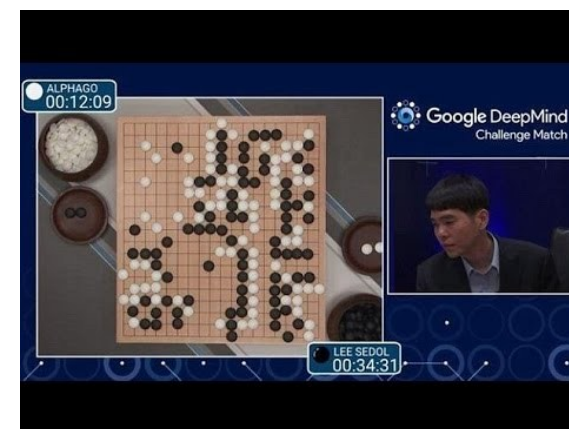 ALPHAGO
00:12:09
Google DeepMind
Challenge Match
LEE SEDOL
00:34:31